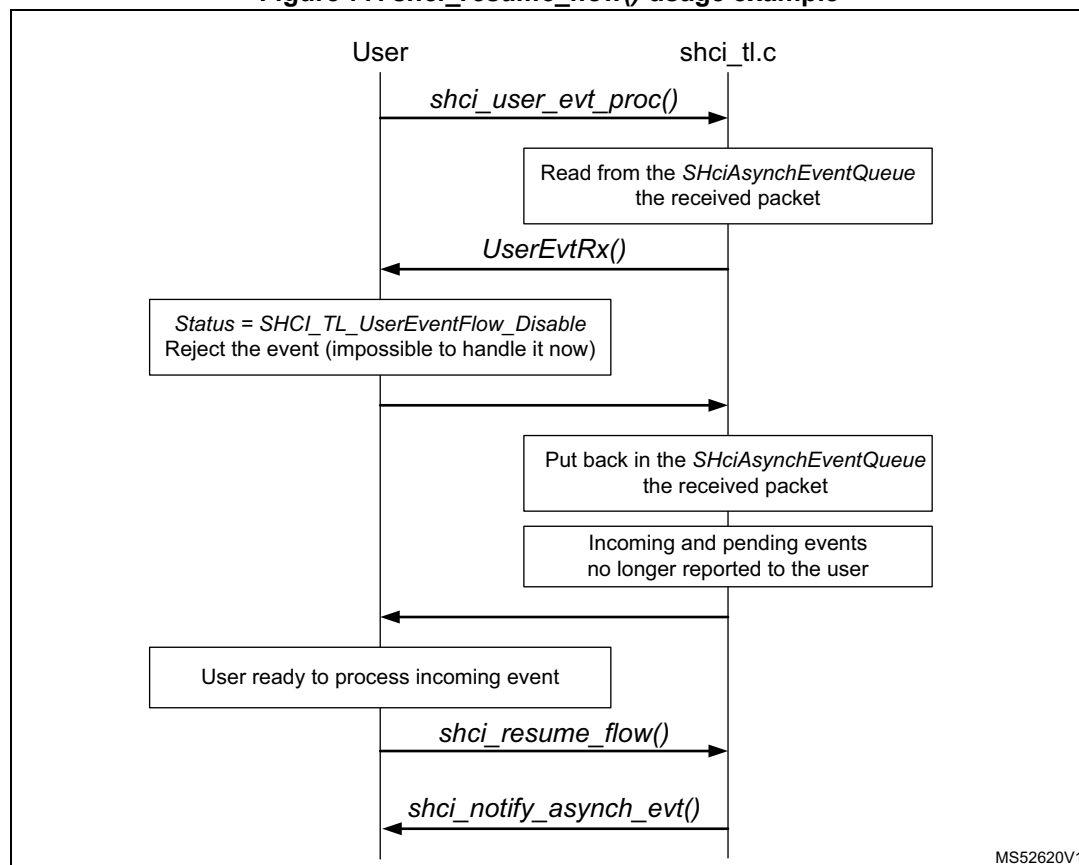 User
shci_tl.c
shci_user_evt_proc()
Read from the SHciAsynchEventQueue
the received packet
UserEvtRx()
Status = SHCI_TL_UserEventFlow_Disable
Reject the event (impossible to handle it now)
Put back in the SHciAsynchEventQueue
the received packet
Incoming and pending events
no longer reported to the user
User ready to process incoming event
shci_resume_flow()
shci_notify_asynch_evt()
MS52620V1